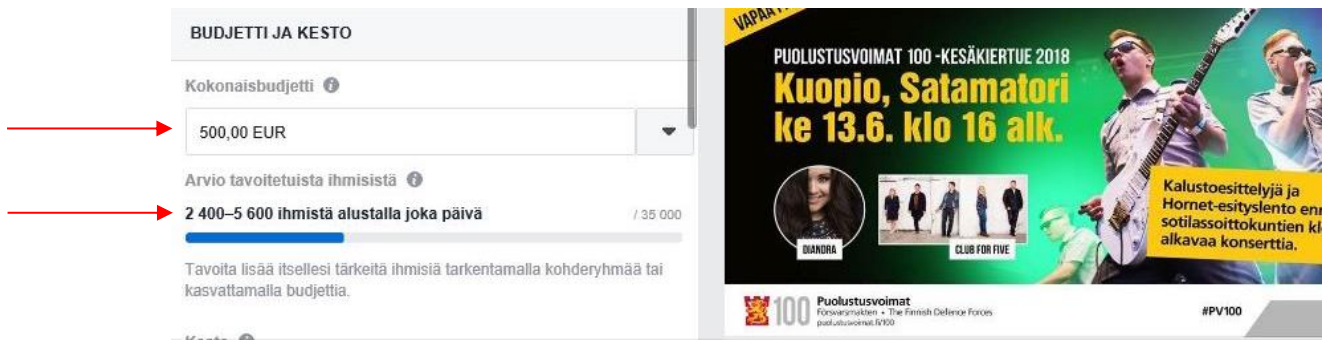 BUDJETTI JA KESTO
Kokonaisbudjetti
500,00 EUR
Arvio tavoitetuista ihmisistä
2 400–5 600 ihmistä alustalla joka päivä
/ 35 000
Tavoita lisää itsellesi tärkeitä ihmisiä tarkentamalla kohderyhmää tai
kasvattamalla budjettia.
PUOLUSTUSVOIMAT 100 -KESÄKIERTUE 2018
Kuopio, Satamatori
ke 13.6. klo 16 alk.
Kalustoesittelyjä ja
Hornet-esityslento
sotilassoittokuntien
alkavaa konserttia.
DIANDRA
CLUB FOR FIVE
100
Puolustusvoimat
Försvarsmakten • The Finnish Defence Forces
puolustusvoimat.fi/100
#PV100